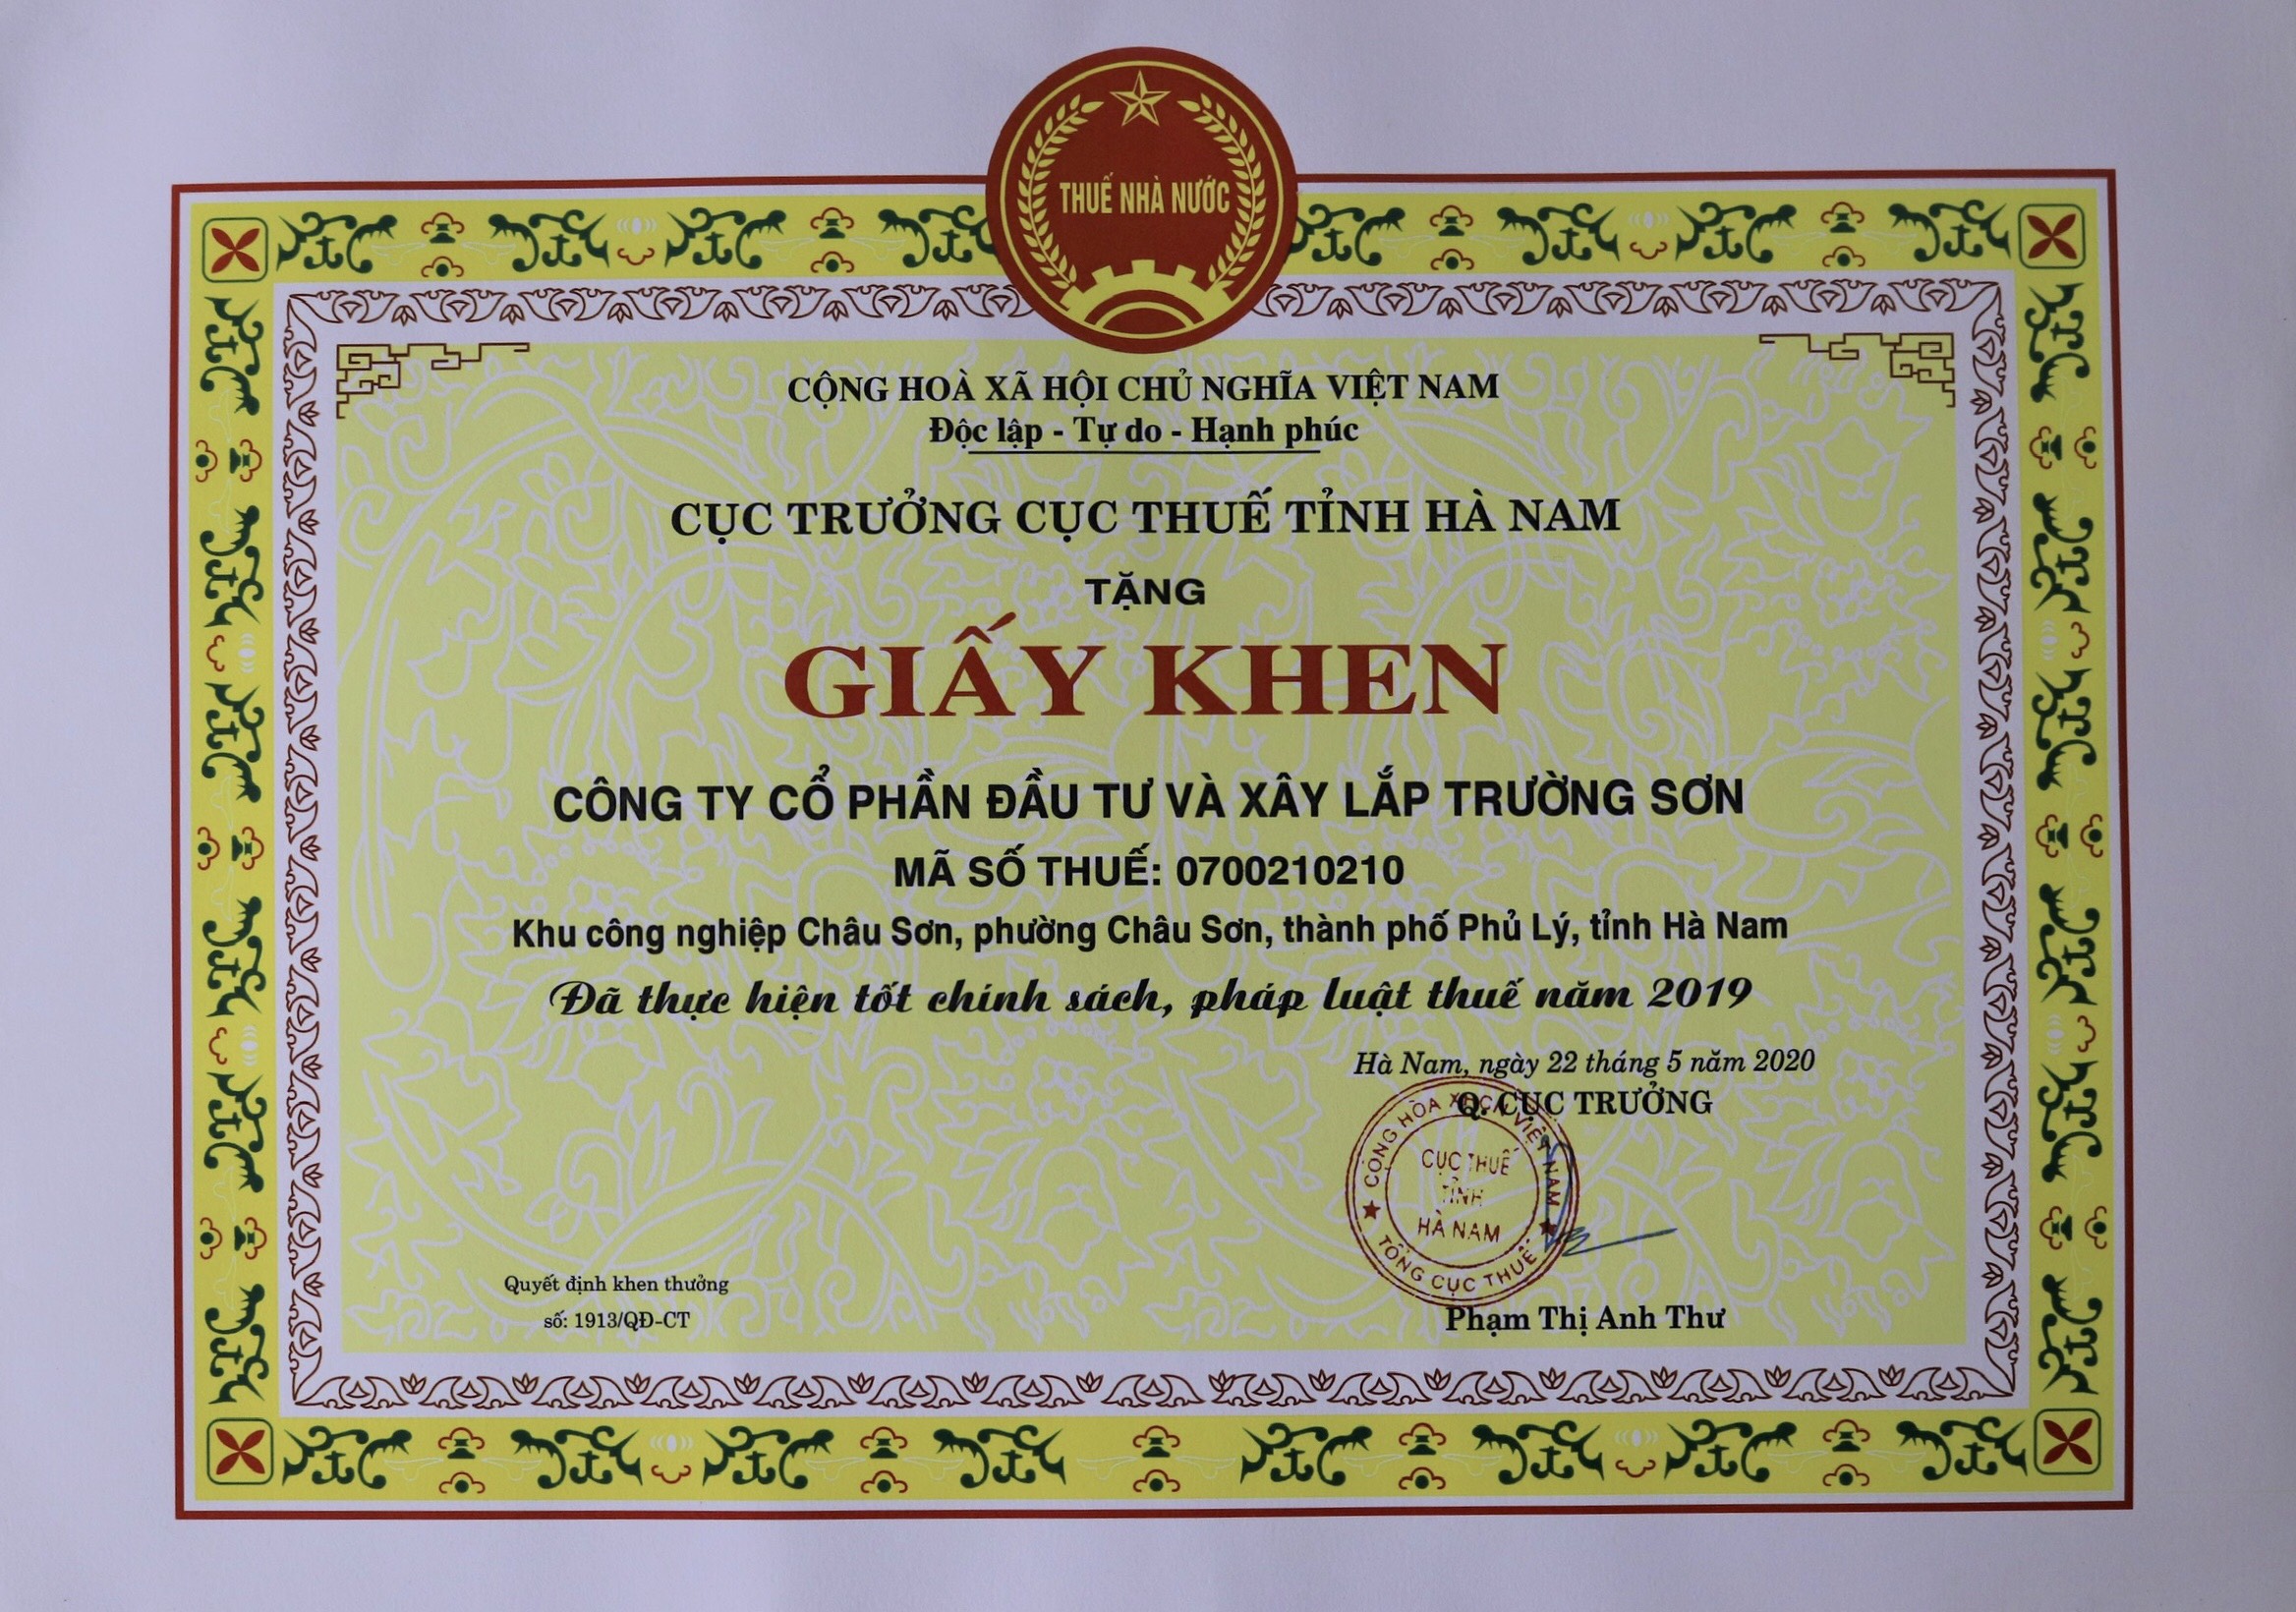 THUẾ NHÀ NƯỚC
CỘNG HOÀ XÃ HỘI CHỦ NGHĨA VIỆT NAM
Độc lập - Tự do - Hạnh phúc
CỤC TRƯỞNG CỤC THUẾ TỈNH HÀ NAM
TẶNG
GIẤY KHEN
CÔNG TY CỔ PHẦN ĐẦU TƯ VÀ XÂY LẮP TRƯỜNG SƠN
MÃ SỐ THUẾ: 0700210210
Khu công nghiệp Châu Sơn, phường Châu Sơn, thành phố Phủ Lý, tỉnh Hà Nam
Đã thực hiện tốt chính sách, pháp luật thuế năm 2019
Hà Nam, ngày 22 tháng 5 năm 2020
Q. CỤC TRƯỞNG
CỘNG HÒA XHCN VIỆT NAM
CỤC THUẾ
TỈNH
HÀ NAM
TỔNG CỤC THUẾ
Quyết định khen thưởng
số: 1913/QĐ-CT
Phạm Thị Anh Thư